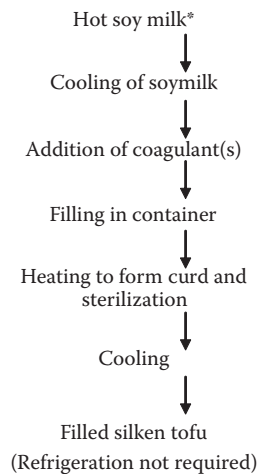 Hot soy milk*
Cooling of soymilk
Addition of coagulant(s)
Filling in container
Heating to form curd and
sterilization
Cooling
Filled silken tofu
(Refrigeration not required)